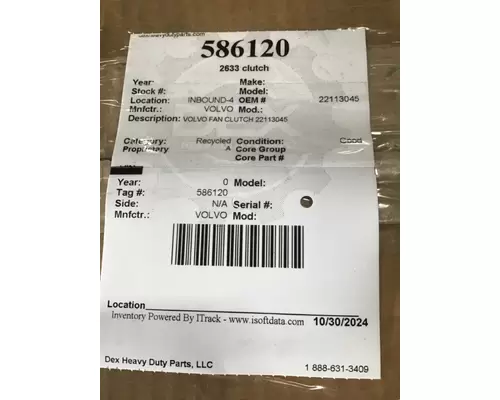 586120
2633 clutch
Year: Make:
Stock #: Model:
Location: INBOUND-4 OEM # 22113045
Mnfctr.: VOLVO
Description: VOLVO FAN CLUTCH 22113045
Category: Recycled Condition: Good
Proprietary A Core Group
Core Part #
Year: 0 Model:
Tag #: 586120
Side: N/A Serial #:
Mnfctr.: VOLVO Mod:
Location
Inventory Powered By ITrack - www.isoftdata.com 10/30/2024
Dex Heavy Duty Parts, LLC 1 888-631-3409